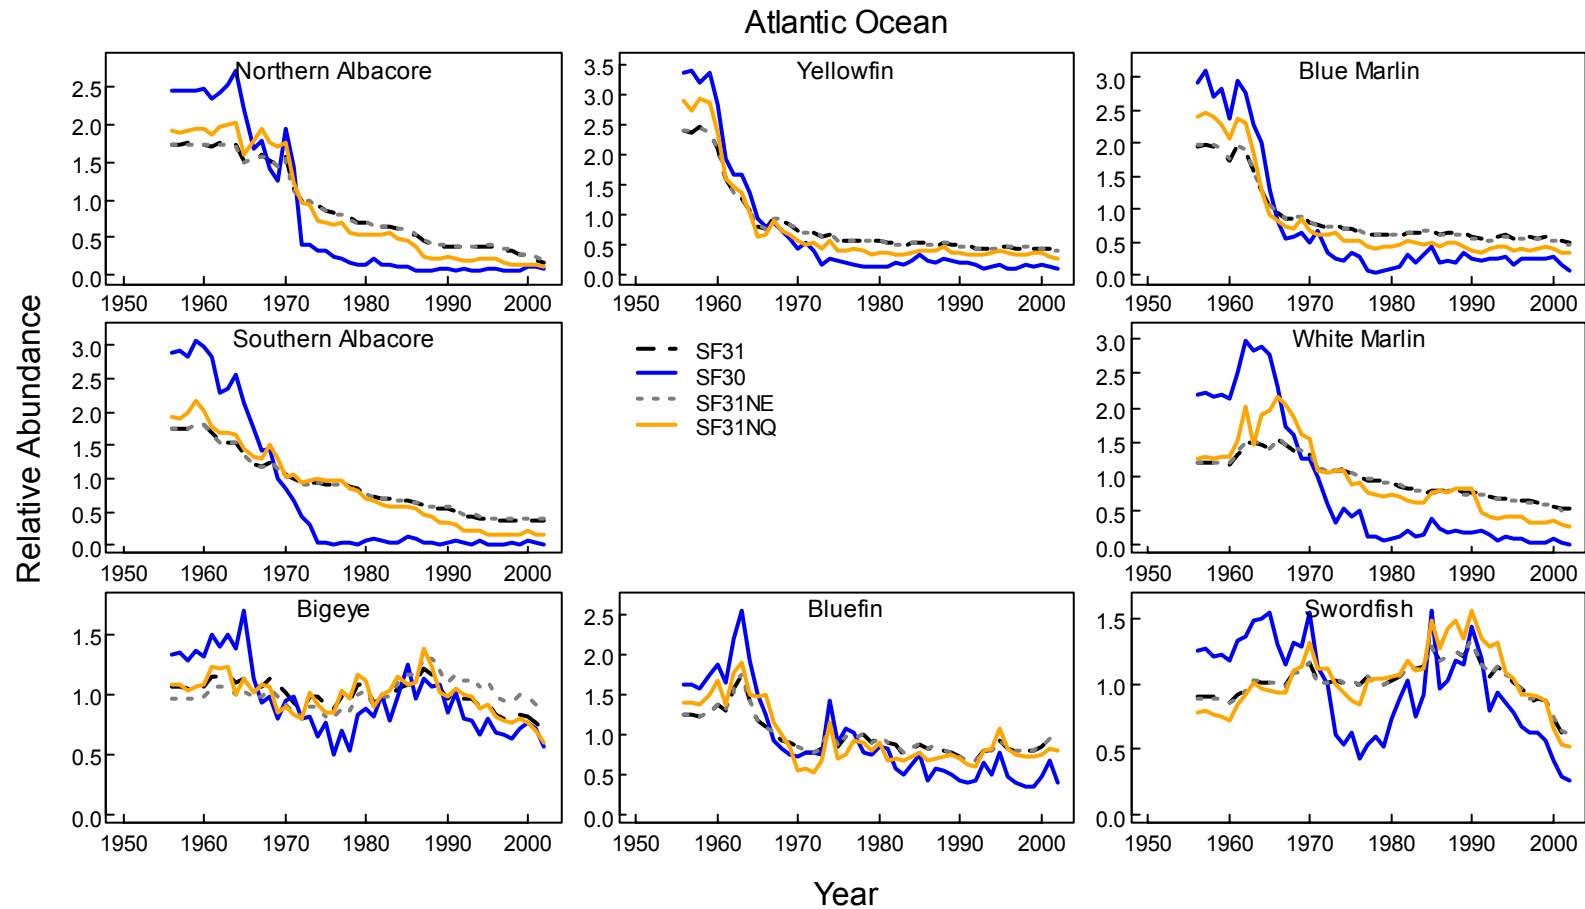 Atlantic Ocean
Relative Abundance
Northern Albacore
2.5
2.0
1.5
1.0
0.5
0.0
1950 1960 1970 1980 1990 2000
Yellowfin
3.5
3.0
2.5
2.0
1.5
1.0
0.5
0.0
1950 1960 1970 1980 1990 2000
Blue Marlin
3.0
2.5
2.0
1.5
1.0
0.5
0.0
1950 1960 1970 1980 1990 2000
Southern Albacore
3.0
2.5
2.0
1.5
1.0
0.5
0.0
1950 1960 1970 1980 1990 2000
SF31
SF30
SF31NE
SF31NQ
White Marlin
3.0
2.5
2.0
1.5
1.0
0.5
0.0
1950 1960 1970 1980 1990 2000
Bigeye
1.5
1.0
0.5
0.0
1950 1960 1970 1980 1990 2000
Bluefin
2.5
2.0
1.5
1.0
0.5
0.0
1950 1960 1970 1980 1990 2000
Swordfish
1.5
1.0
0.5
0.0
1950 1960 1970 1980 1990 2000
Year